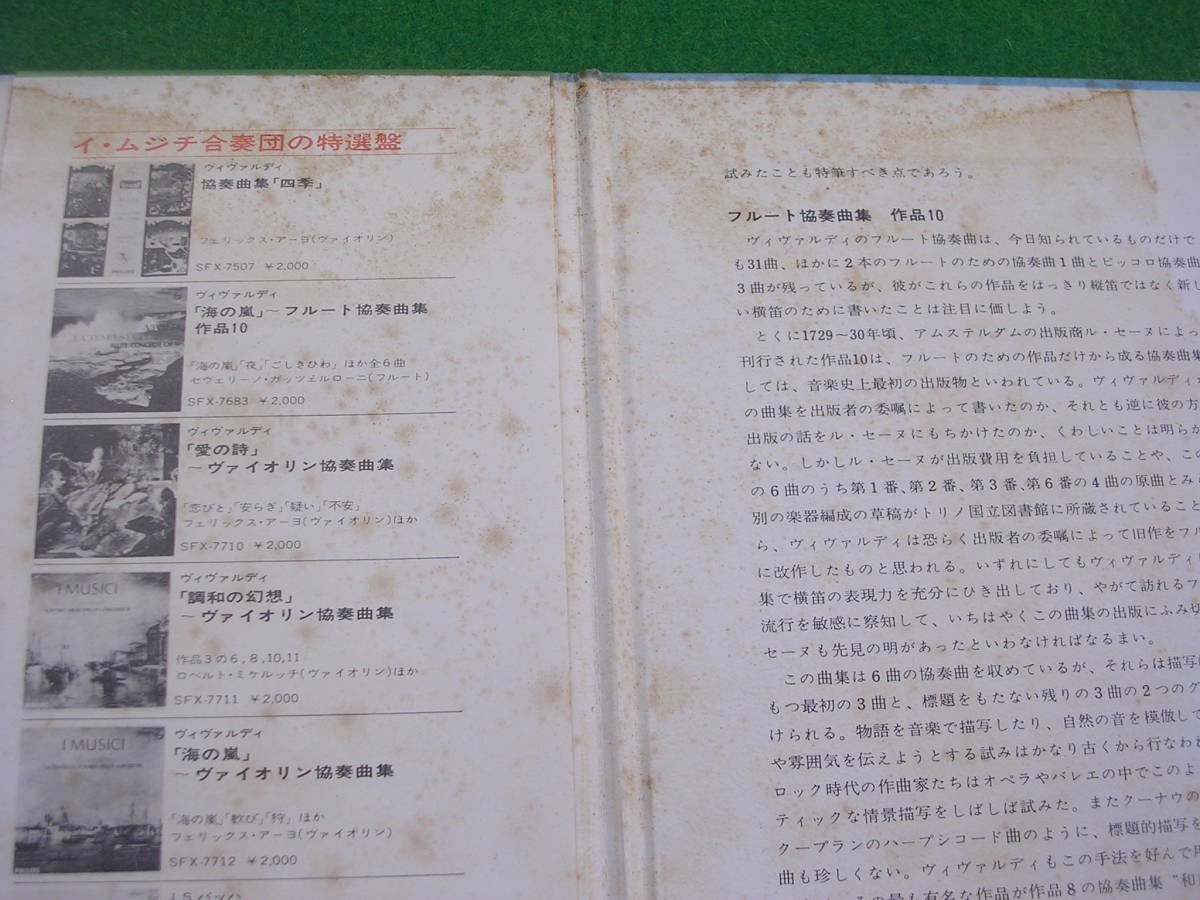 イ・ムジチ合奏団の特選盤
ヴィヴァルディ
協奏曲集「四季」
フェリックス・アーヨ(ヴァイオリン)
SFX-7507 ￥2,000
ヴィヴァルディ
「海の嵐」〜フルート協奏曲集
作品10
「海の嵐」「夜」「ごしきひわ」ほか全6曲
セヴェリーノ・ガッツェルローニ(フルート)
SFX-7683 ￥2,000
ヴィヴァルディ
「愛の詩」
〜ヴァイオリン協奏曲集
「恋びと」「安らぎ」「疑い」「不安」
フェリックス・アーヨ(ヴァイオリン)ほか
SFX-7710 ￥2,000
I MUSICI
ヴィヴァルディ
「調和の幻想」
〜ヴァイオリン協奏曲集
作品3の6,8,10,11
ロベルト・ミケルッチ(ヴァイオリン)ほか
SFX-7711 ￥2,000
I MUSICI
ヴィヴァルディ
「海の嵐」
〜ヴァイオリン協奏曲集
「海の嵐」「歓び」「狩」ほか
フェリックス・アーヨ(ヴァイオリン)
SFX-7712 ￥2,000
J.S.バッハ
試みたことも特筆すべき点であろう。
フルート協奏曲集 作品10
ヴィヴァルディのフルート協奏曲は、今日知られているものだけで
も31曲、ほかに2本のフルートのための協奏曲1曲とピッコロ協奏曲
3曲が残っているが、彼がこれらの作品をはっきり縦笛ではなく新し
い横笛のために書いたことは注目に価しよう。
とくに1729〜30年頃、アムステルダムの出版商ル・セーヌによっ
刊行された作品10は、フルートのための作品だけから成る協奏曲集
しては、音楽史上最初の出版物といわれている。ヴィヴァルディ
の曲集を出版者の委嘱によって書いたのか、それとも逆に彼の方
出版の話をル・セーヌにもちかけたのか、くわしいことは明らか
ない。しかしル・セーヌが出版費用を負担していることや、この
の6曲のうち第1番、第2番、第3番、第6番の4曲の原曲とみ
別の楽器編成の草稿がトリノ国立図書館に所蔵されていること
ら、ヴィヴァルディは恐らく出版者の委嘱によって旧作をフル
に改作したものと思われる。いずれにしてもヴィヴァルディ
集で横笛の表現力を充分にひき出しており、やがて訪れるフ
流行を敏感に察知して、いちはやくこの曲集の出版にふみ切
セーヌも先見の明があったといわなければなるまい。
この曲集は6曲の協奏曲を収めているが、それらは描写
もつ最初の3曲と、標題をもたない残りの3曲の2つのグ
けられる。物語を音楽で描写したり、自然の音を模倣して
や雰囲気を伝えようとする試みはかなり古くから行なわれ
ロック時代の作曲家たちはオペラやバレエの中でこのよ
ティックな情景描写をしばしば試みた。またクーナウの
クープランのハープシコード曲のように、標題的描写を
曲も珍しくない。ヴィヴァルディもこの手法を好んで用
その最も有名な作品が作品8の協奏曲集“和